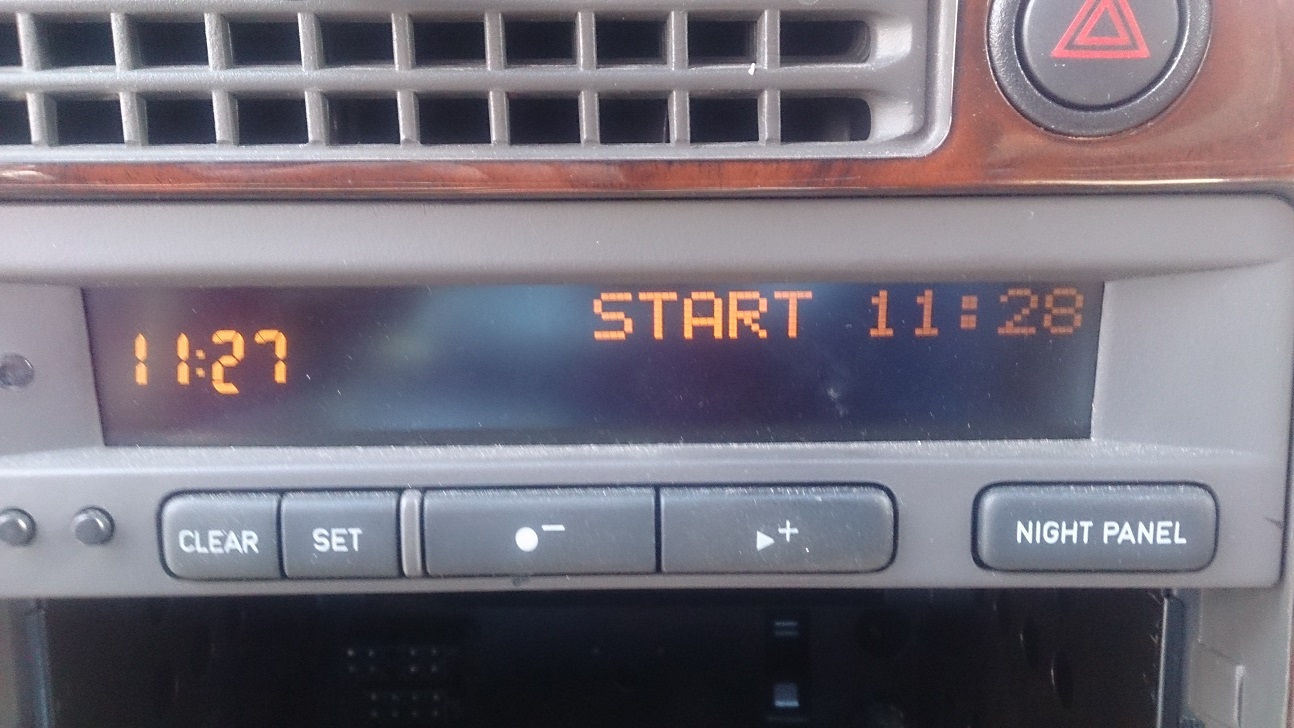 START 11:28
11:27
CLEAR SET - + NIGHT PANEL